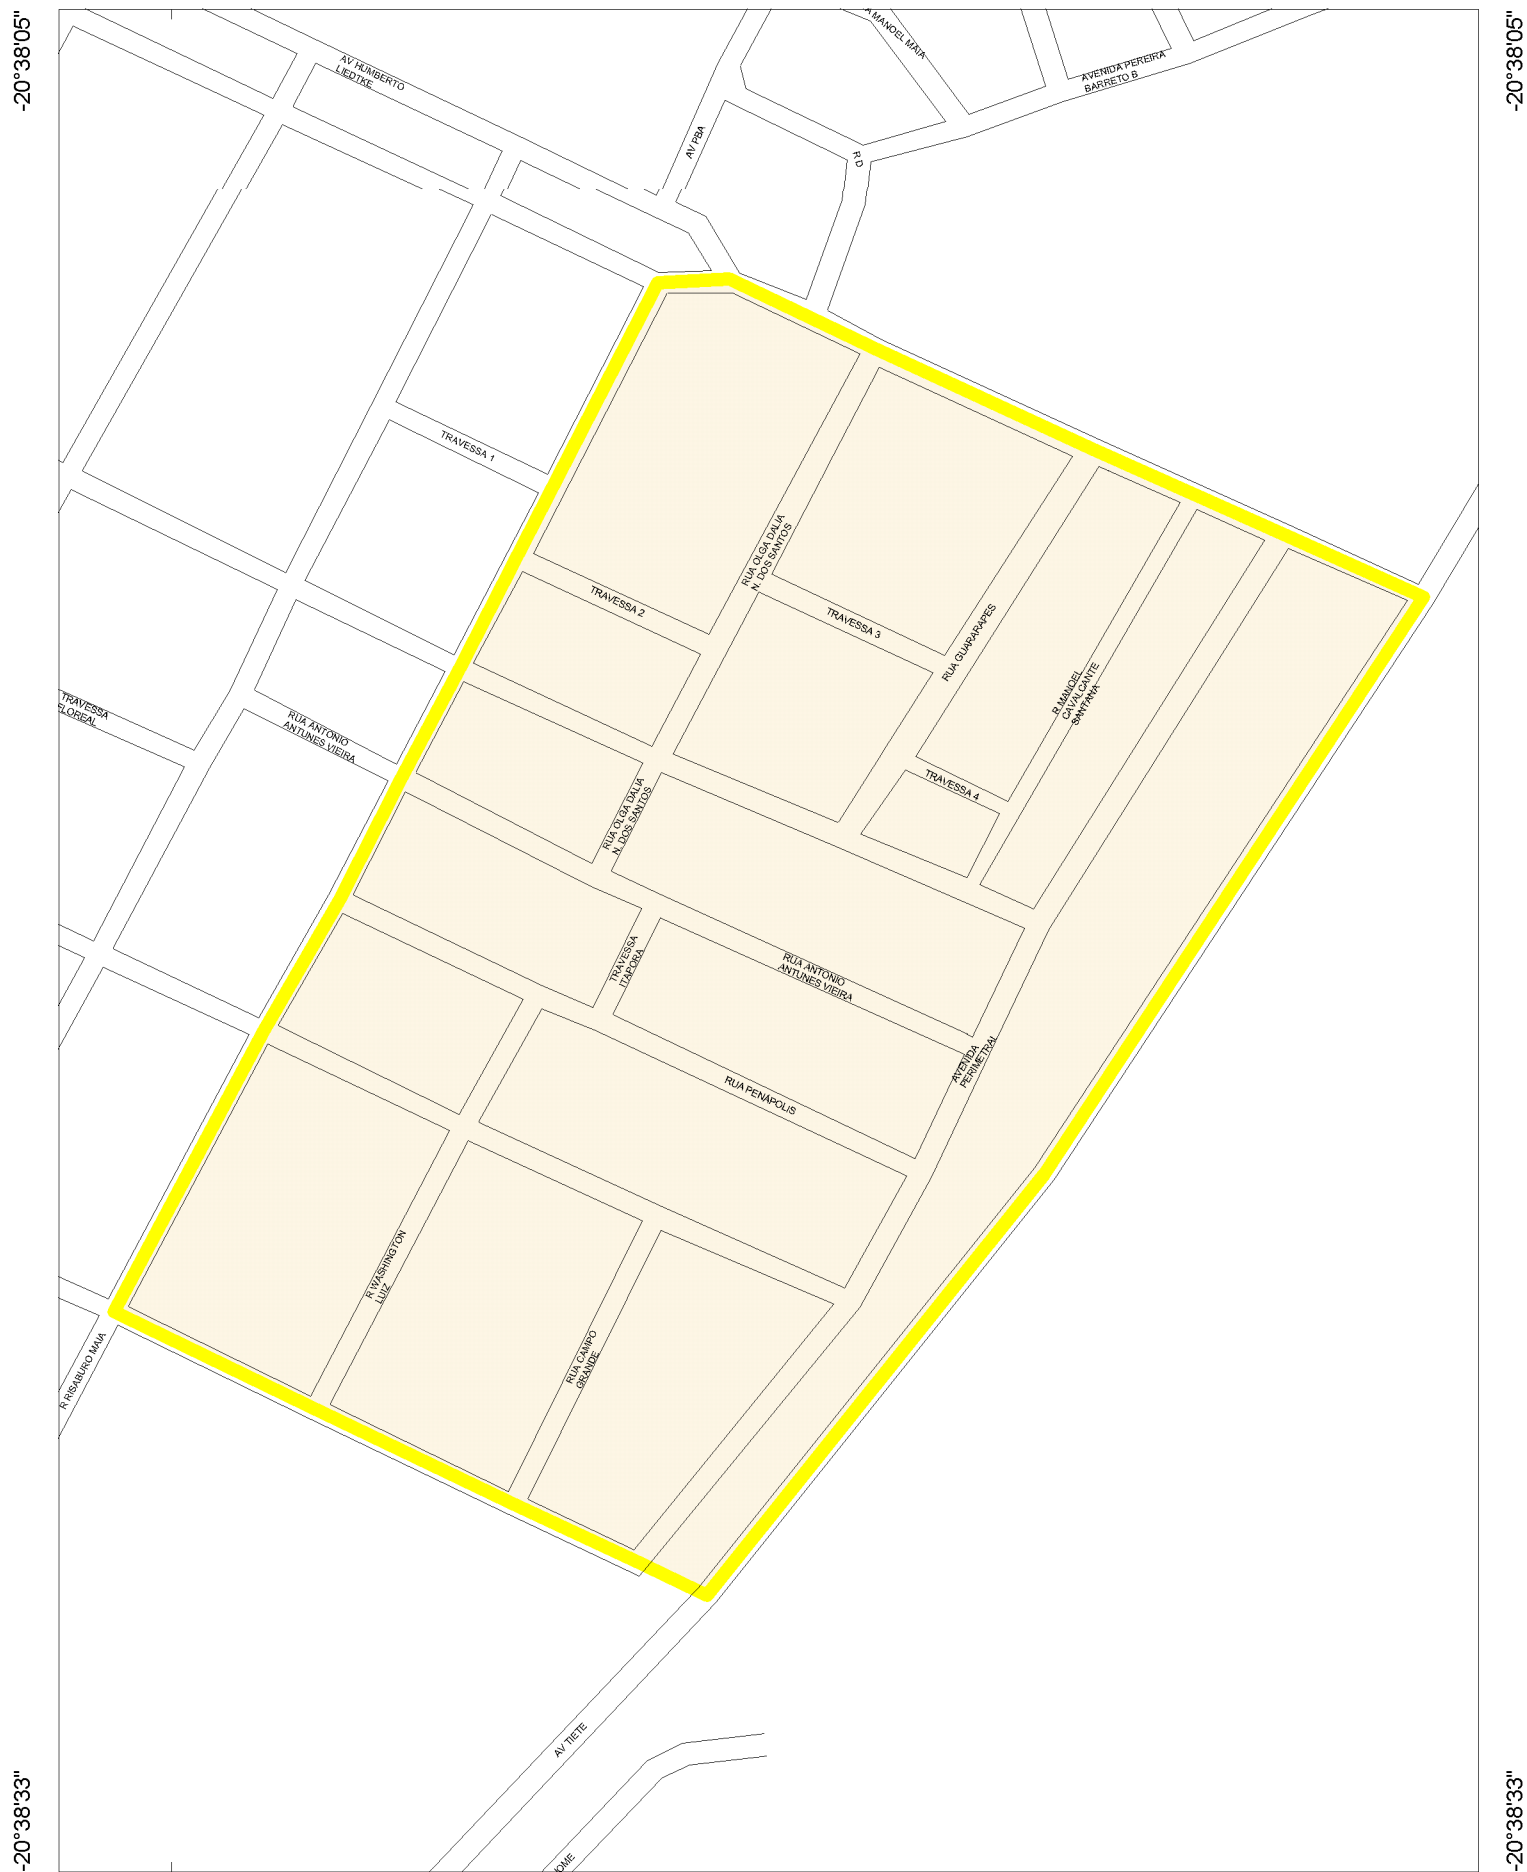 -20°38'05"
-20°38'05"
MANOEL MAIA
AV HUMBERTO
LIEDTKE
AVENIDA PEREIRA
BARRETO B
AV PBA
R D
TRAVESSA 1
RUA OLGA DALIA
N. DOS SANTOS
TRAVESSA 2
TRAVESSA 3
RUA GUARARAPES
R MANOEL
CAVALCANTE
SANTANA
TRAVESSA
FLOREAL
RUA ANTONIO
ANTUNES VIEIRA
TRAVESSA 4
RUA OLGA DALIA
N. DOS SANTOS
TRAVESSA
ITAPORA
RUA ANTONIO
ANTUNES VIEIRA
AVENIDA
PERIMETRAL
RUA PENAPOLIS
R WASHINGTON
LUIZ
RUA CAMPO
GRANDE
R RISABURO MAIA
AV TIETE
OME
-20°38'33"
-20°38'33"